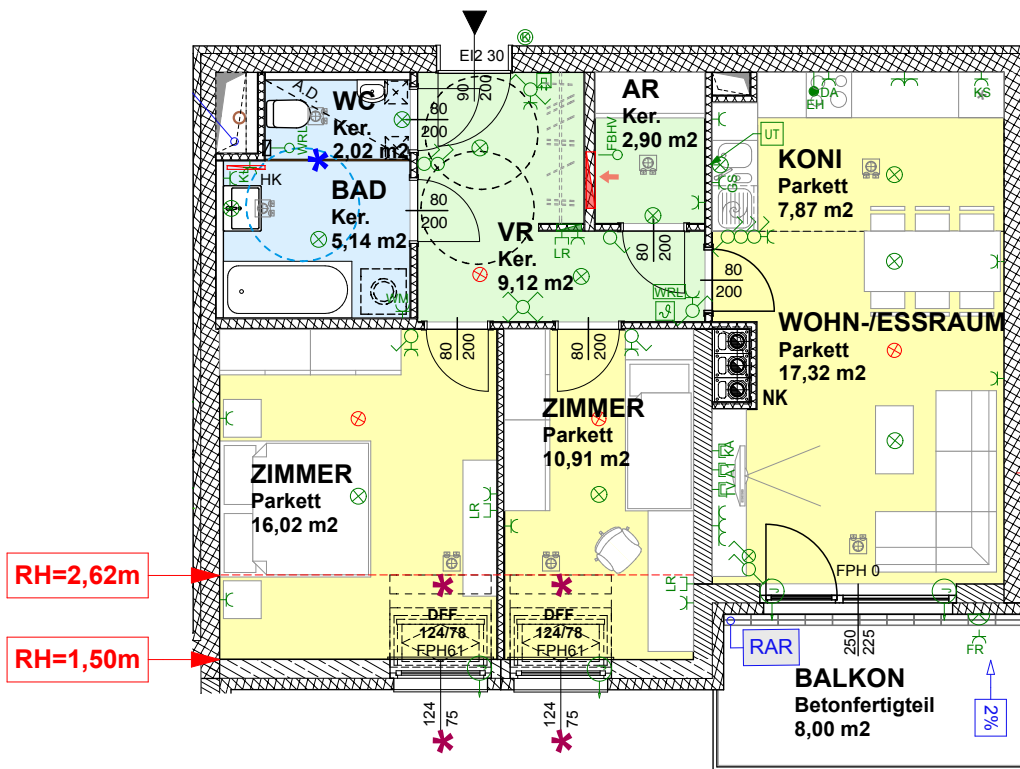 EI2 30
90
200
A.D.
WC
Ker.
2,02 m2
80
200
WRL
AR
Ker.
2,90 m2
FBHV
DA
EH
KS
UT
KONI
Parkett
7,87 m2
GS
HK
BAD
Ker.
5,14 m2
80
200
WM
VR
Ker.
9,12 m2
LR
80
200
WRL
80
200
WOHN-/ESSRAUM
Parkett
17,32 m2
NK
80
200
80
200
ZIMMER
Parkett
10,91 m2
ZIMMER
Parkett
16,02 m2
LR
LR
RH=2,62m
DFF
124/78
FPH61
DFF
124/78
FPH61
RH=1,50m
FPH 0
RAR
250
225
FR
BALKON
Betonfertigteil
8,00 m2
2%
124
75
124
75